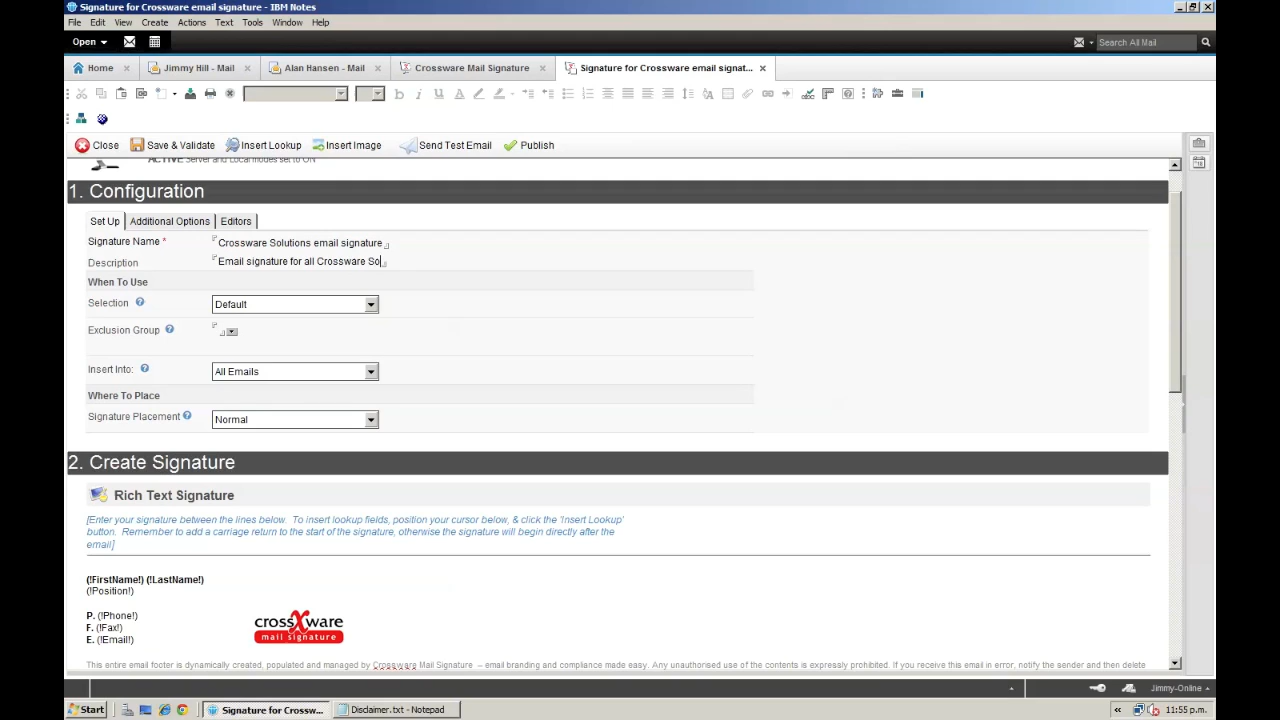 Signature for Crossware email signature - IBM Notes
File Edit View Create Actions Text Tools Window Help
Open Search All Mail
Home Jimmy Hill - Mail Alan Hansen - Mail Crossware Mail Signature Signature for Crossware email signat...
Close Save & Validate Insert Lookup Insert Image Send Test Email Publish
ACTIVE Server and Local modes set to ON
1. Configuration
Set Up Additional Options Editors
Signature Name * Crossware Solutions email signature
Description Email signature for all Crossware So
When To Use
Selection Default
Exclusion Group
Insert Into: All Emails
Where To Place
Signature Placement Normal
2. Create Signature
Rich Text Signature
[Enter your signature between the lines below. To insert lookup fields, position your cursor below, & click the 'Insert Lookup'
button. Remember to add a carriage return to the start of the signature, otherwise the signature will begin directly after the
email]
(!FirstName!) (!LastName!)
(!Position!)
P. (!Phone!)
F. (!Fax!)
E. (!Email!)
crossXware
mail signature
This entire email footer is dynamically created, populated and managed by Crossware Mail Signature – email branding and compliance made easy. Any unauthorised use of the contents is expressly prohibited. If you receive this email in error, notify the sender and then delete
Jimmy-Online
Start Signature for Crossw... Disclaimer.txt - Notepad « 11:55 p.m.